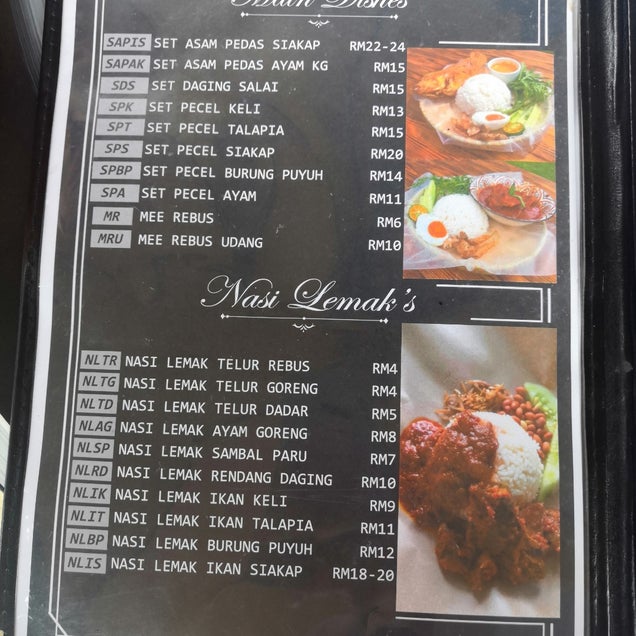 Main Dishes
SAPIS SET ASAM PEDAS SIAKAP RM22-24
SAPAK SET ASAM PEDAS AYAM KG RM15
SDS SET DAGING SALAI RM15
SPK SET PECEL KELI RM13
SPT SET PECEL TALAPIA RM15
SPS SET PECEL SIAKAP RM20
SPBP SET PECEL BURUNG PUYUH RM14
SPA SET PECEL AYAM RM11
MR MEE REBUS RM6
MRU MEE REBUS UDANG RM10
Nasi Lemak's
NLTR NASI LEMAK TELUR REBUS RM4
NLTG NASI LEMAK TELUR GORENG RM4
NLTD NASI LEMAK TELUR DADAR RM5
NLAG NASI LEMAK AYAM GORENG RM8
NLSP NASI LEMAK SAMBAL PARU RM7
NLRD NASI LEMAK RENDANG DAGING RM10
NLIK NASI LEMAK IKAN KELI RM9
NLIT NASI LEMAK IKAN TALAPIA RM11
NLBP NASI LEMAK BURUNG PUYUH RM12
NLIS NASI LEMAK IKAN SIAKAP RM18-20